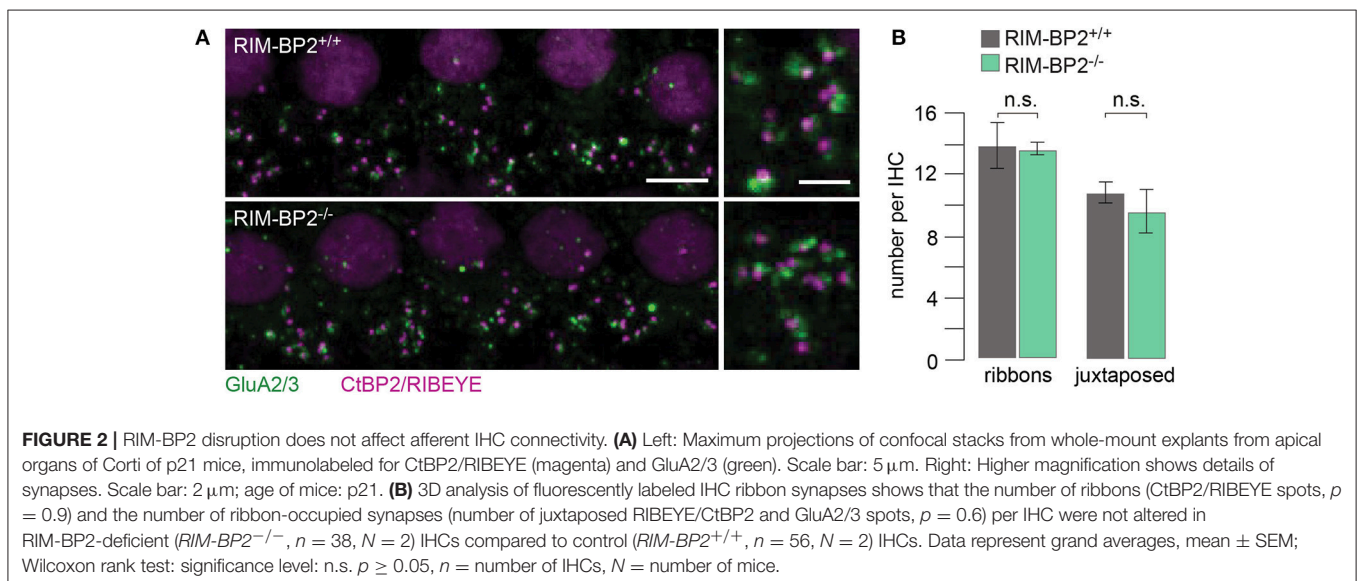 A
RIM-BP2+/+
RIM-BP2-/-
GluA2/3 CtBP2/RIBEYE
B
RIM-BP2+/+
RIM-BP2-/-
n.s. n.s.
16
12
8
4
0
number per IHC
ribbons juxtaposed
FIGURE 2 | RIM-BP2 disruption does not affect afferent IHC connectivity. (A) Left: Maximum projections of confocal stacks from whole-mount explants from apical
organs of Corti of p21 mice, immunolabeled for CtBP2/RIBEYE (magenta) and GluA2/3 (green). Scale bar: 5 μm. Right: Higher magnification shows details of
synapses. Scale bar: 2 μm; age of mice: p21. (B) 3D analysis of fluorescently labeled IHC ribbon synapses shows that the number of ribbons (CtBP2/RIBEYE spots, p
= 0.9) and the number of ribbon-occupied synapses (number of juxtaposed RIBEYE/CtBP2 and GluA2/3 spots, p = 0.6) per IHC were not altered in
RIM-BP2-deficient (RIM-BP2−/−, n = 38, N = 2) IHCs compared to control (RIM-BP2+/+, n = 56, N = 2) IHCs. Data represent grand averages, mean ± SEM;
Wilcoxon rank test: significance level: n.s. p ≥ 0.05, n = number of IHCs, N = number of mice.